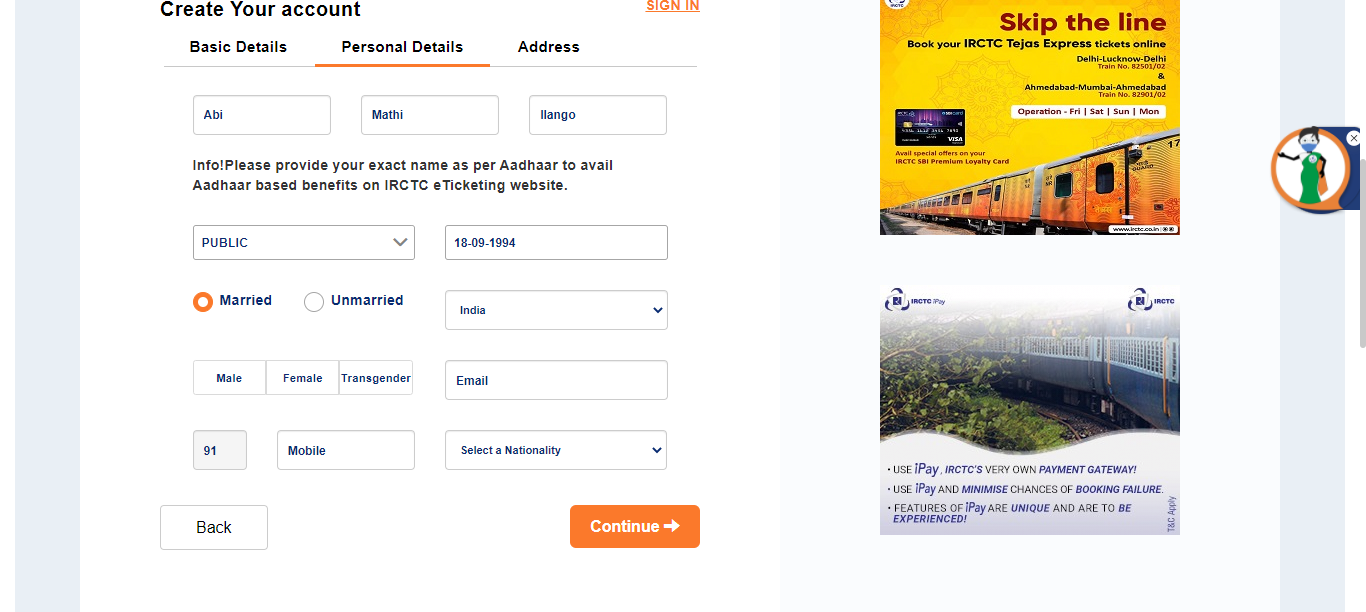 Create Your account
SIGN IN
Basic Details
Personal Details
Address
Abi
Mathi
Ilango
Info!Please provide your exact name as per Aadhaar to avail
Aadhaar based benefits on IRCTC eTicketing website.
PUBLIC
18-09-1994
Married
Unmarried
India
Male
Female
Transgender
Email
91
Mobile
Select a Nationality
Back
Continue
IRCTC
Skip the line
Book your IRCTC Tejas Express tickets online
Delhi-Lucknow-Delhi
Train No. 82501/02
&
Ahmedabad-Mumbai-Ahmedabad
Train No. 82901/02
Operation - Fri | Sat | Sun | Mon
SBI card
VISA
Avail special offers on your
IRCTC SBI Premium Loyalty Card
17
GUARD
www.irctc.co.in
IRCTC iPay
IRCTC
• USE iPay, IRCTC'S VERY OWN PAYMENT GATEWAY!
• USE iPay AND MINIMISE CHANCES OF BOOKING FAILURE.
• FEATURES OF iPay ARE UNIQUE AND ARE TO BE
EXPERIENCED!
T&C Apply